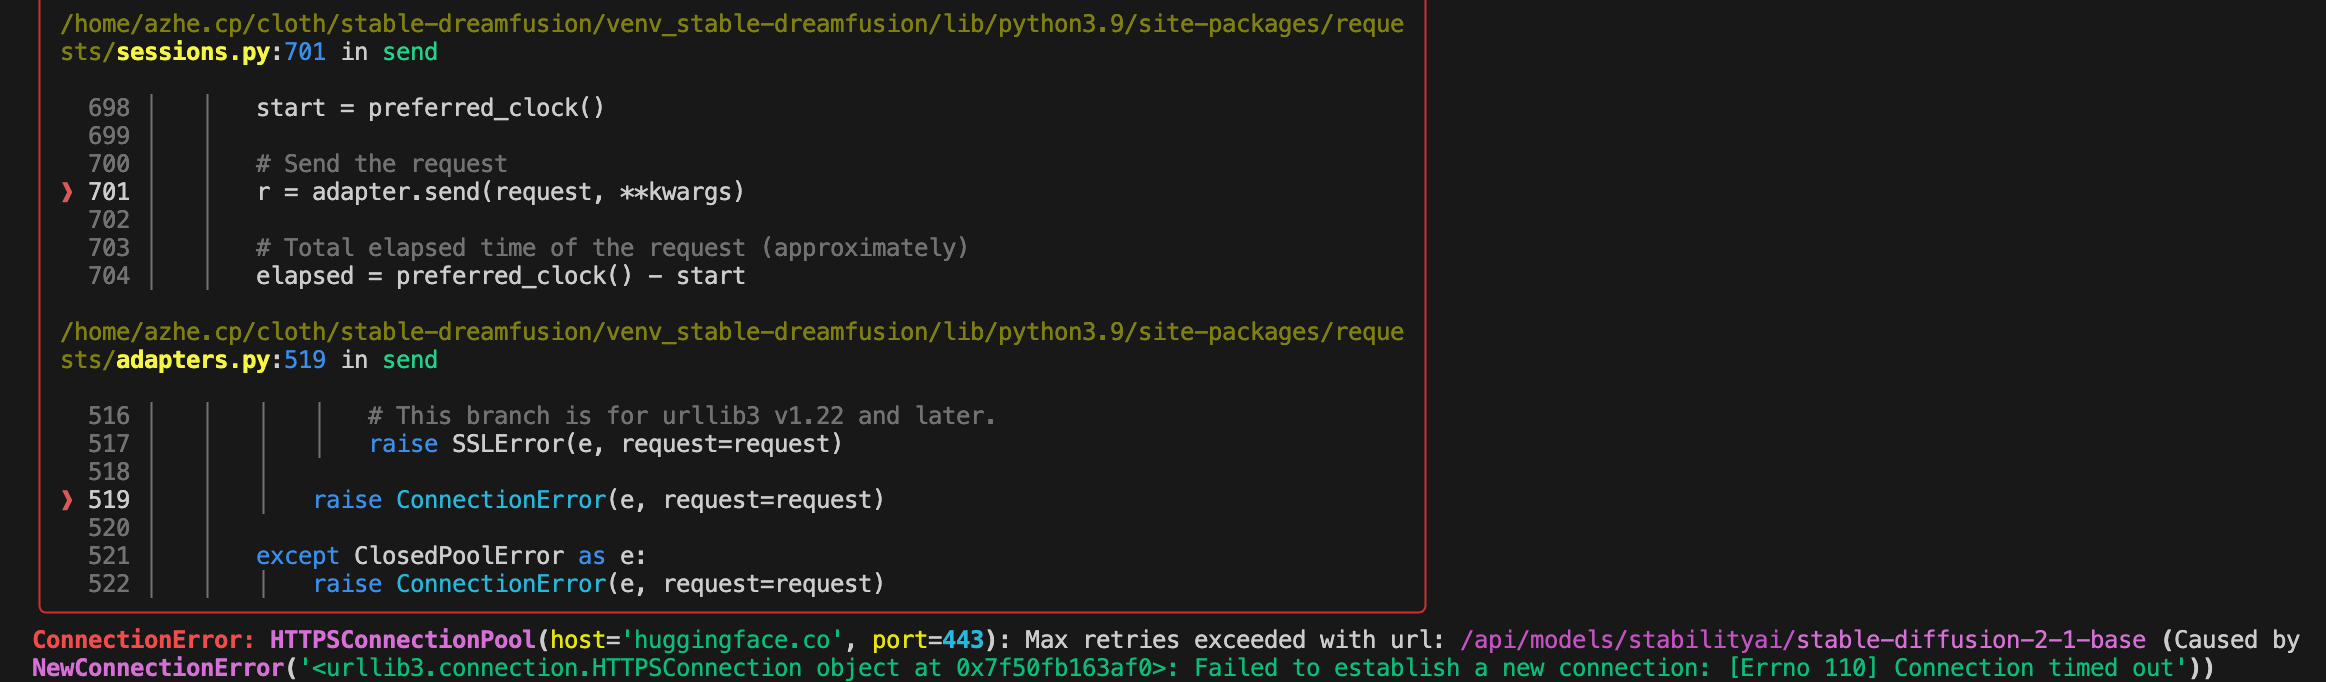 /home/azhe.cp/cloth/stable-dreamfusion/venv_stable-dreamfusion/lib/python3.9/site-packages/reque
sts/sessions.py:701 in send
698 start = preferred_clock()
699
700 # Send the request
❱ 701 r = adapter.send(request, **kwargs)
702
703 # Total elapsed time of the request (approximately)
704 elapsed = preferred_clock() - start
/home/azhe.cp/cloth/stable-dreamfusion/venv_stable-dreamfusion/lib/python3.9/site-packages/reque
sts/adapters.py:519 in send
516 # This branch is for urllib3 v1.22 and later.
517 raise SSLError(e, request=request)
518
❱ 519 raise ConnectionError(e, request=request)
520
521 except ClosedPoolError as e:
522 raise ConnectionError(e, request=request)
ConnectionError: HTTPSConnectionPool(host='huggingface.co', port=443): Max retries exceeded with url: /api/models/stabilityai/stable-diffusion-2-1-base (Caused by
NewConnectionError('<urllib3.connection.HTTPSConnection object at 0x7f50fb163af0>: Failed to establish a new connection: [Errno 110] Connection timed out'))